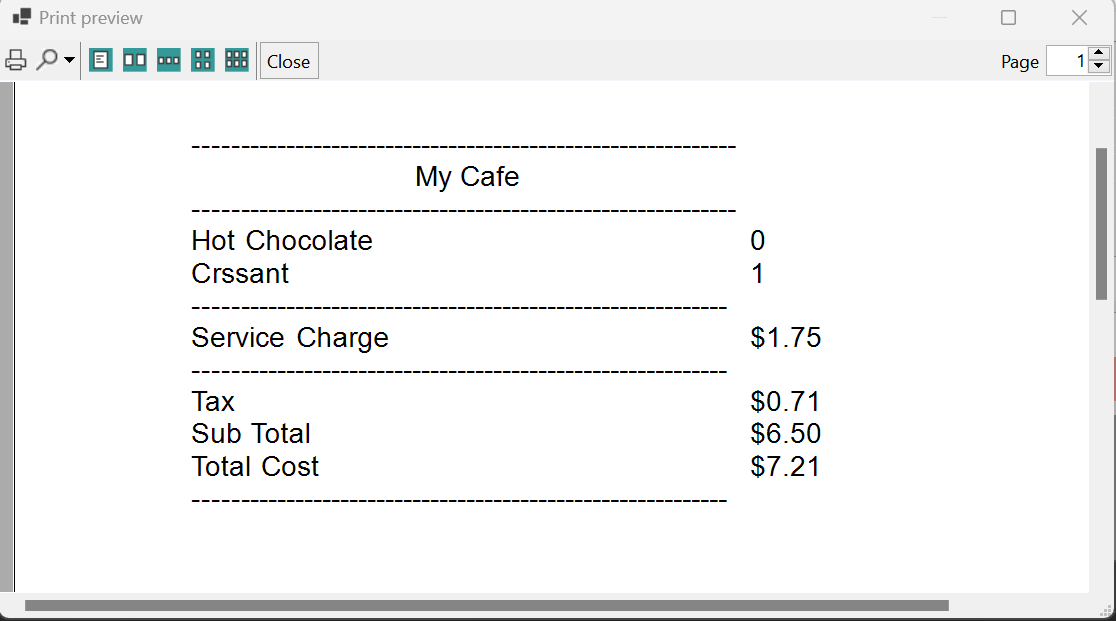 Print preview
Close
Page 1
------------------------------------------------------------
My Cafe
------------------------------------------------------------
Hot Chocolate 0
Crssant 1
-----------------------------------------------------------
Service Charge $1.75
-----------------------------------------------------------
Tax $0.71
Sub Total $6.50
Total Cost $7.21
-----------------------------------------------------------